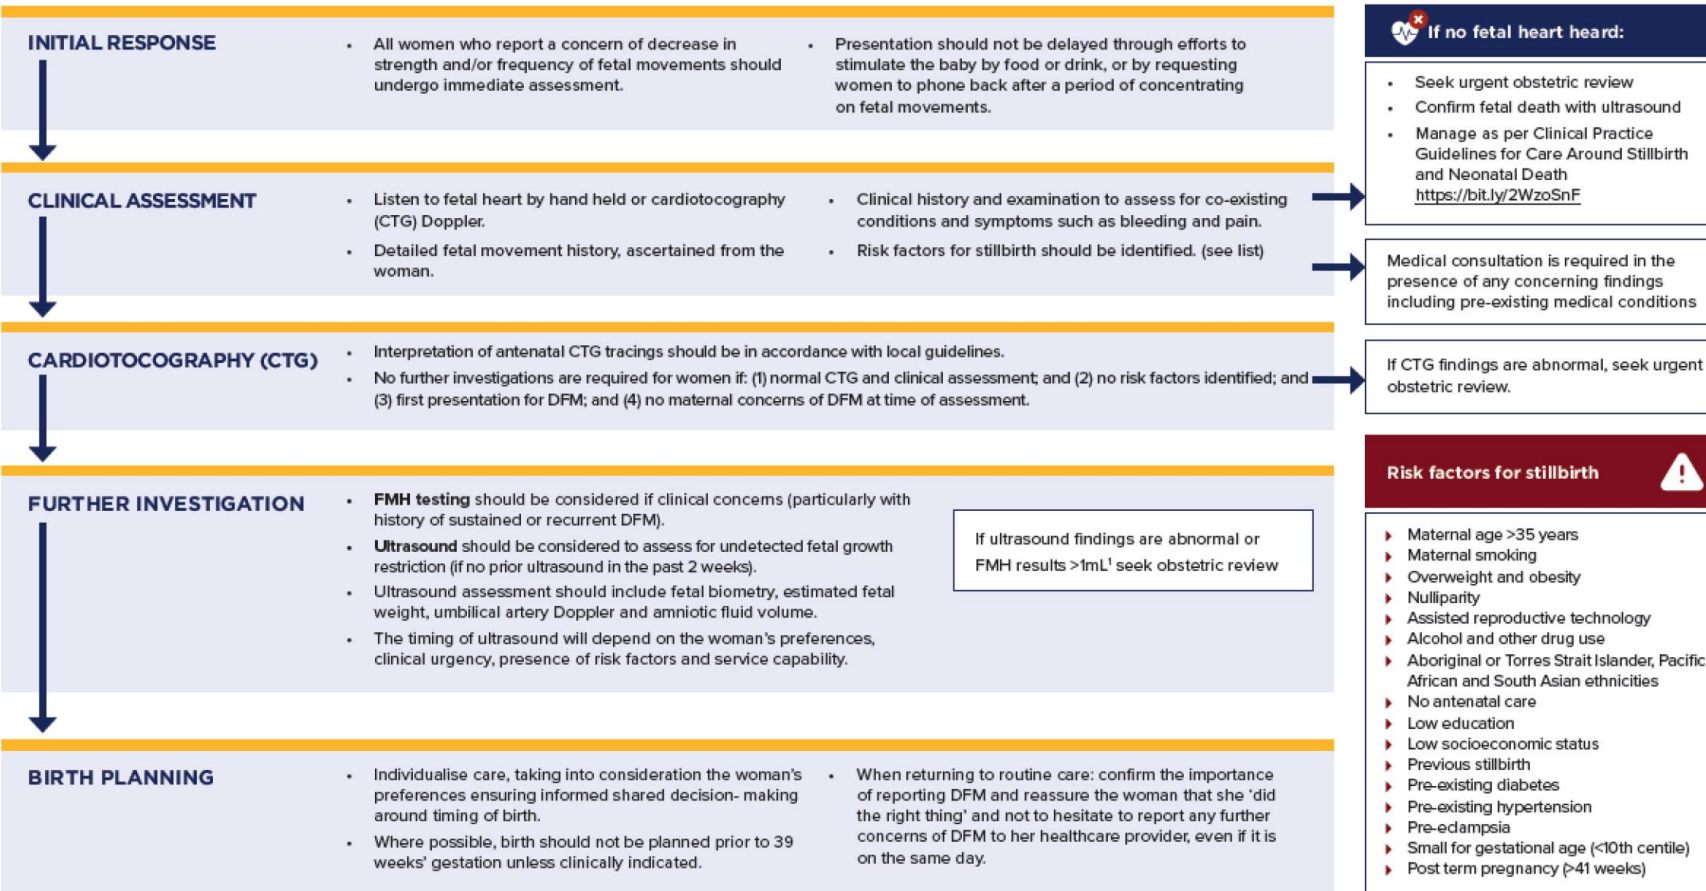 INITIAL RESPONSE
• All women who report a concern of decrease in
strength and/or frequency of fetal movements should
undergo immediate assessment.
• Presentation should not be delayed through efforts to
stimulate the baby by food or drink, or by requesting
women to phone back after a period of concentrating
on fetal movements.
CLINICAL ASSESSMENT
• Listen to fetal heart by hand held or cardiotocography
(CTG) Doppler.
• Detailed fetal movement history, ascertained from the
woman.
• Clinical history and examination to assess for co-existing
conditions and symptoms such as bleeding and pain.
• Risk factors for stillbirth should be identified. (see list)
CARDIOTOCOGRAPHY (CTG)
• Interpretation of antenatal CTG tracings should be in accordance with local guidelines.
• No further investigations are required for women if: (1) normal CTG and clinical assessment; and (2) no risk factors identified; and
(3) first presentation for DFM; and (4) no maternal concerns of DFM at time of assessment.
FURTHER INVESTIGATION
• FMH testing should be considered if clinical concerns (particularly with
history of sustained or recurrent DFM).
• Ultrasound should be considered to assess for undetected fetal growth
restriction (if no prior ultrasound in the past 2 weeks).
• Ultrasound assessment should include fetal biometry, estimated fetal
weight, umbilical artery Doppler and amniotic fluid volume.
• The timing of ultrasound will depend on the woman's preferences,
clinical urgency, presence of risk factors and service capability.
If ultrasound findings are abnormal or
FMH results >1mL¹ seek obstetric review
BIRTH PLANNING
• Individualise care, taking into consideration the woman's
preferences ensuring informed shared decision- making
around timing of birth.
• Where possible, birth should not be planned prior to 39
weeks' gestation unless clinically indicated.
• When returning to routine care: confirm the importance
of reporting DFM and reassure the woman that she 'did
the right thing' and not to hesitate to report any further
concerns of DFM to her healthcare provider, even if it is
on the same day.
If no fetal heart heard:
• Seek urgent obstetric review
• Confirm fetal death with ultrasound
• Manage as per Clinical Practice
Guidelines for Care Around Stillbirth
and Neonatal Death
https://bit.ly/2WzoSnF
Medical consultation is required in the
presence of any concerning findings
including pre-existing medical conditions
If CTG findings are abnormal, seek urgent
obstetric review.
Risk factors for stillbirth
Maternal age >35 years
Maternal smoking
Overweight and obesity
Nulliparity
Assisted reproductive technology
Alcohol and other drug use
Aboriginal or Torres Strait Islander, Pacific
African and South Asian ethnicities
No antenatal care
Low education
Low socioeconomic status
Previous stillbirth
Pre-existing diabetes
Pre-existing hypertension
Pre-eclampsia
Small for gestational age (<10th centile)
Post term pregnancy (>41 weeks)